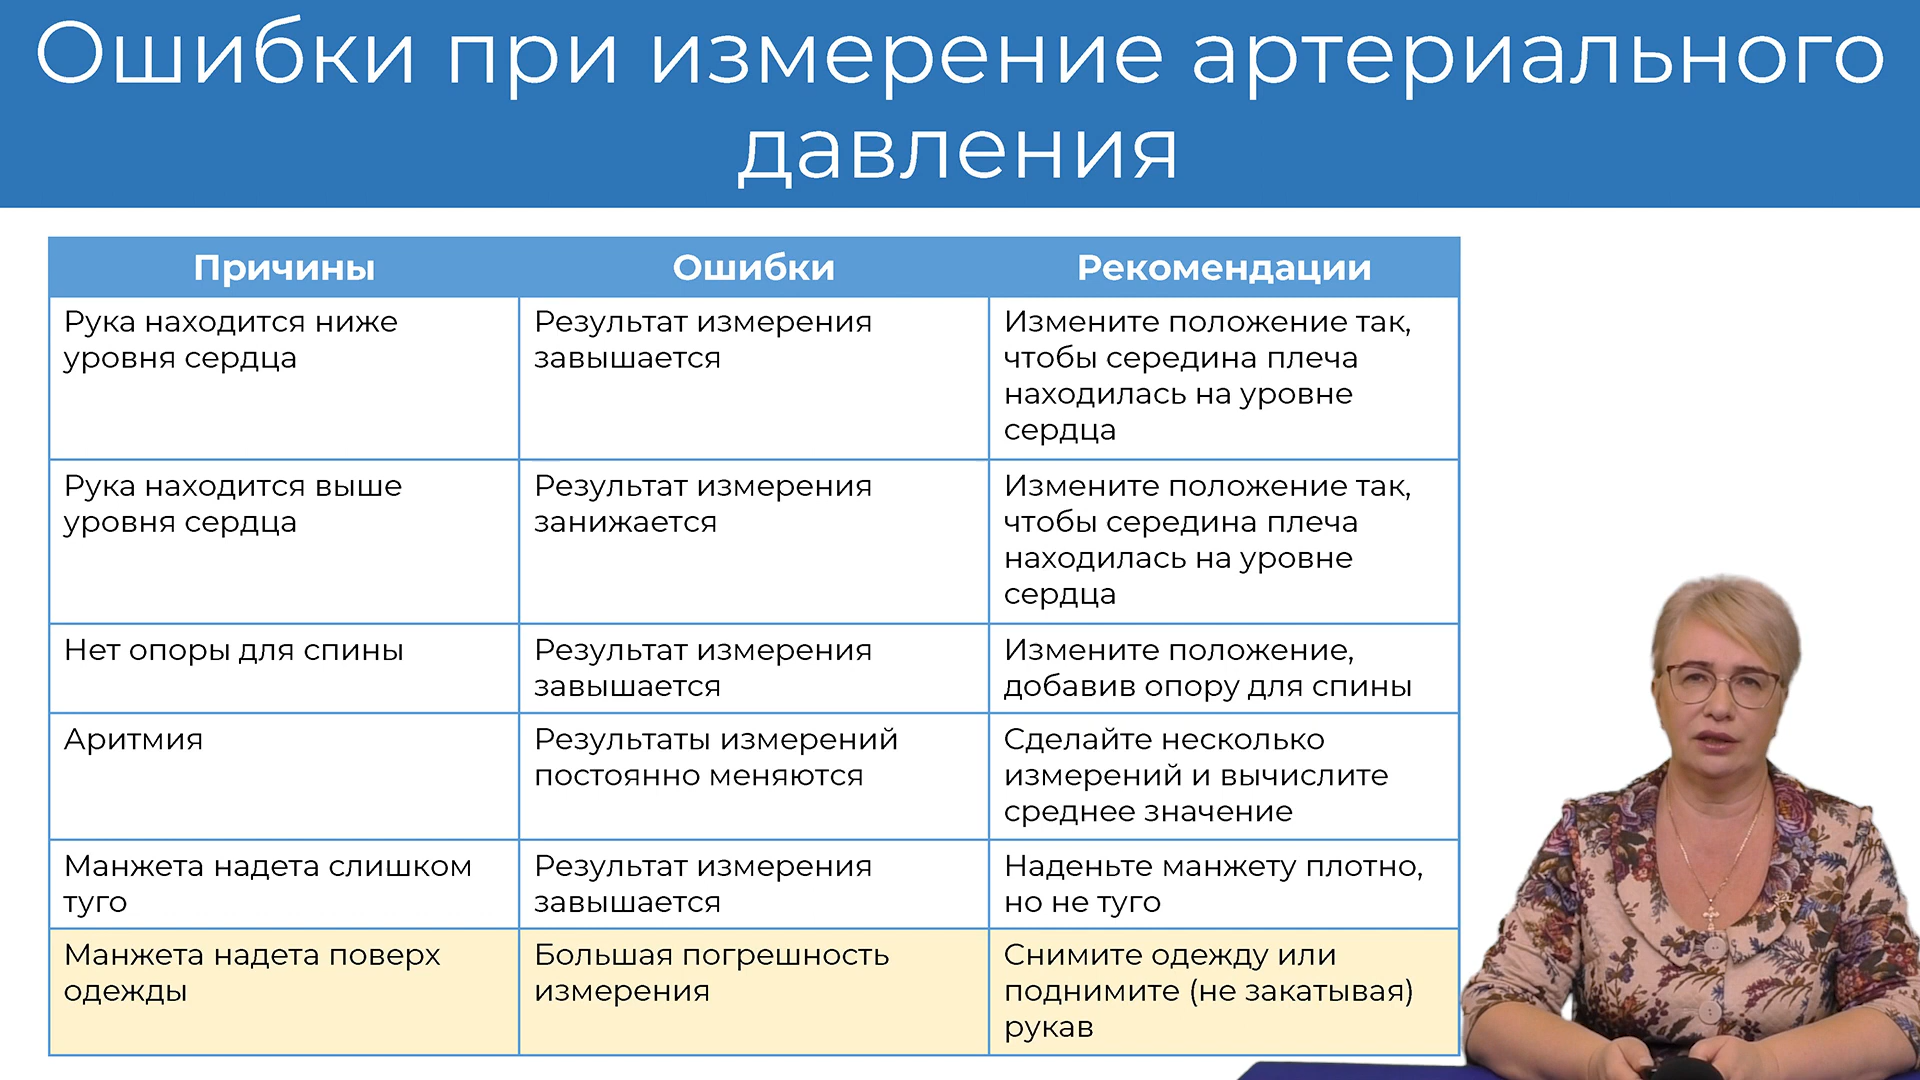 Ошибки при измерение артериального
давления
Причины
Ошибки
Рекомендации
Рука находится ниже
уровня сердца
Результат измерения
завышается
Измените положение так,
чтобы середина плеча
находилась на уровне
сердца
Рука находится выше
уровня сердца
Результат измерения
занижается
Измените положение так,
чтобы середина плеча
находилась на уровне
сердца
Нет опоры для спины
Результат измерения
завышается
Измените положение,
добавив опору для спины
Аритмия
Результаты измерений
постоянно меняются
Сделайте несколько
измерений и вычислите
среднее значение
Манжета надета слишком
туго
Результат измерения
завышается
Наденьте манжету плотно,
но не туго
Манжета надета поверх
одежды
Большая погрешность
измерения
Снимите одежду или
поднимите (не закатывая)
рукав